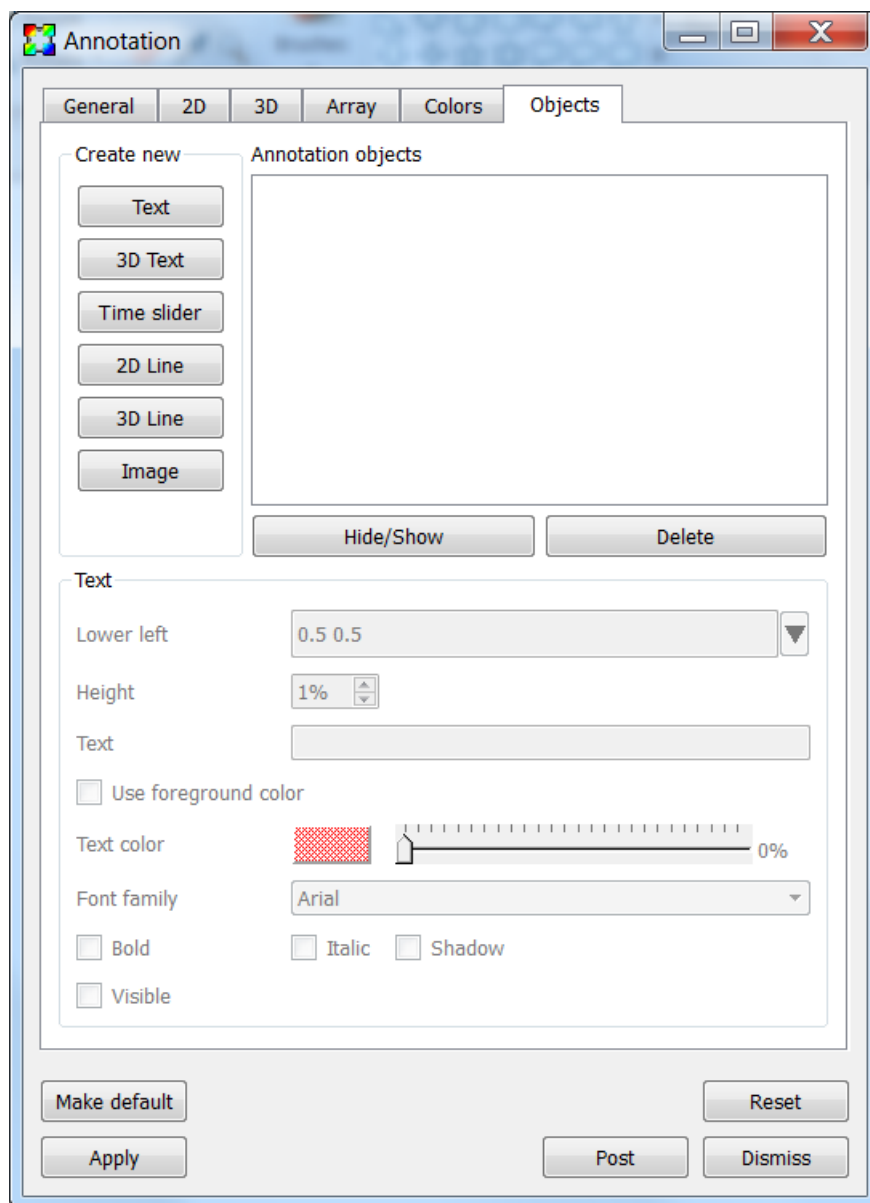 Annotation
General 2D 3D Array Colors Objects
Create new
Annotation objects
Text
3D Text
Time slider
2D Line
3D Line
Image
Hide/Show Delete
Text
Lower left 0.5 0.5
Height 1%
Text
Use foreground color
Text color 0%
Font family Arial
Bold Italic Shadow
Visible
Make default Reset
Apply Post Dismiss